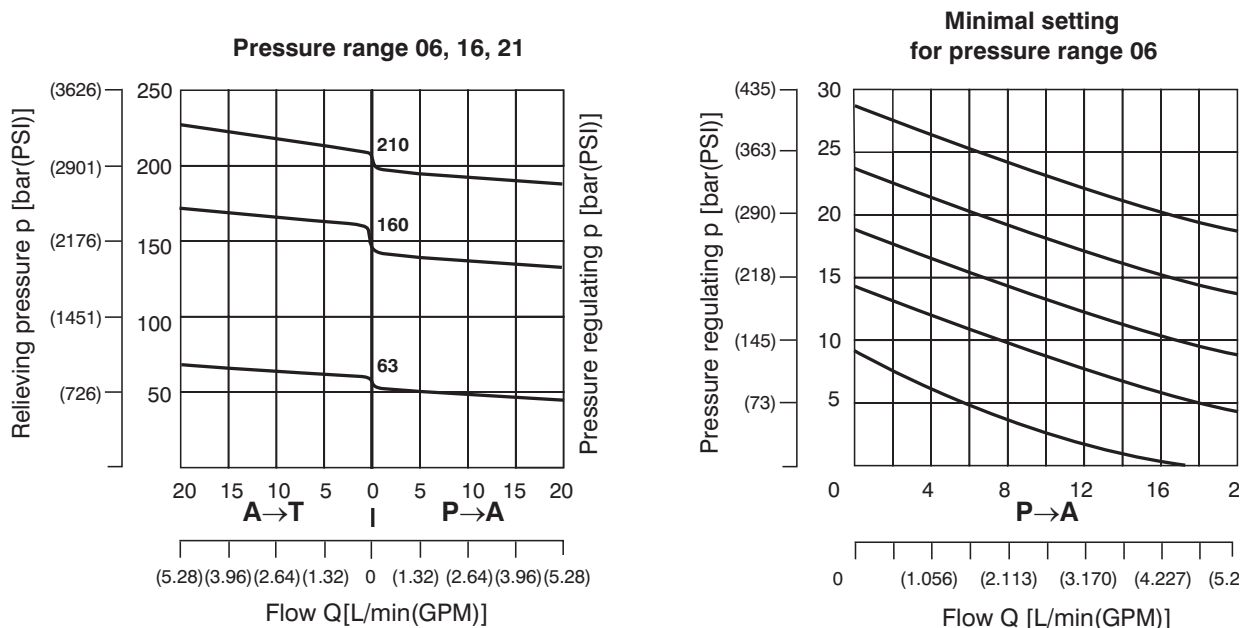 Pressure range 06, 16, 21
Relieving pressure p [bar(PSI)]
(3626)
(2901)
(2176)
(1451)
(726)
250
200
150
100
50
210
160
63
Pressure regulating p [bar(PSI)]
20 15 10 5 0 5 10 15 20
A→T P→A
(5.28)(3.96)(2.64)(1.32) 0 (1.32) (2.64)(3.96)(5.28)
Flow Q[L/min(GPM)]
Minimal setting
for pressure range 06
Pressure regulating p [bar(PSI)]
(435)
(363)
(290)
(218)
(145)
(73)
30
25
20
15
10
5
0 4 8 12 16 2
P→A
0 (1.056) (2.113) (3.170) (4.227) (5.2
Flow Q [L/min(GPM)]